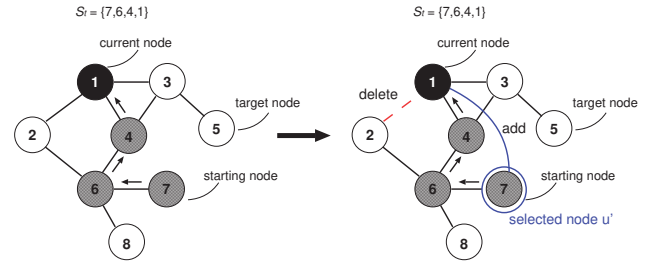 St = {7,6,4,1}
current node
1
3
target node
2
4
5
starting node
6
7
8
St = {7,6,4,1}
current node
1
3
delete
target node
2
4
add
5
starting node
6
7
selected node u'
8